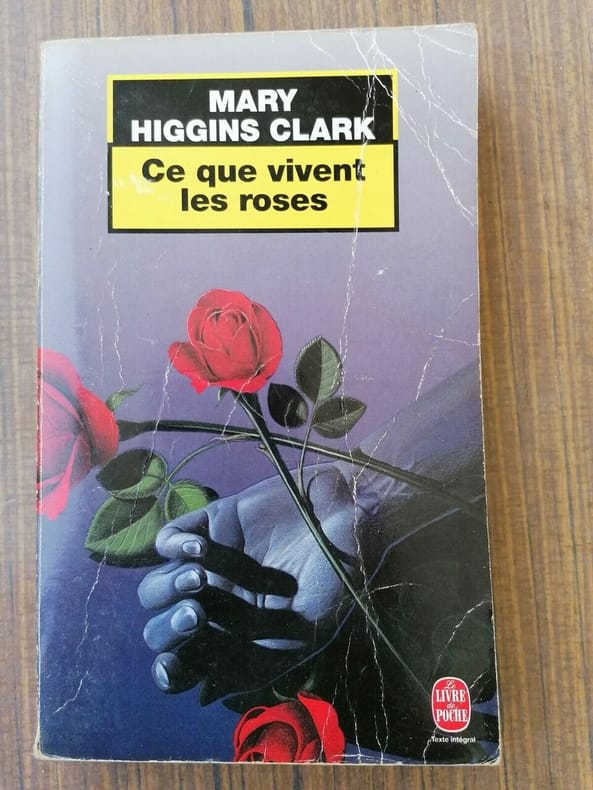 MARY
HIGGINS CLARK
Ce que vivent
les roses
Le
LIVRE
de
POCHE
Texte intégral